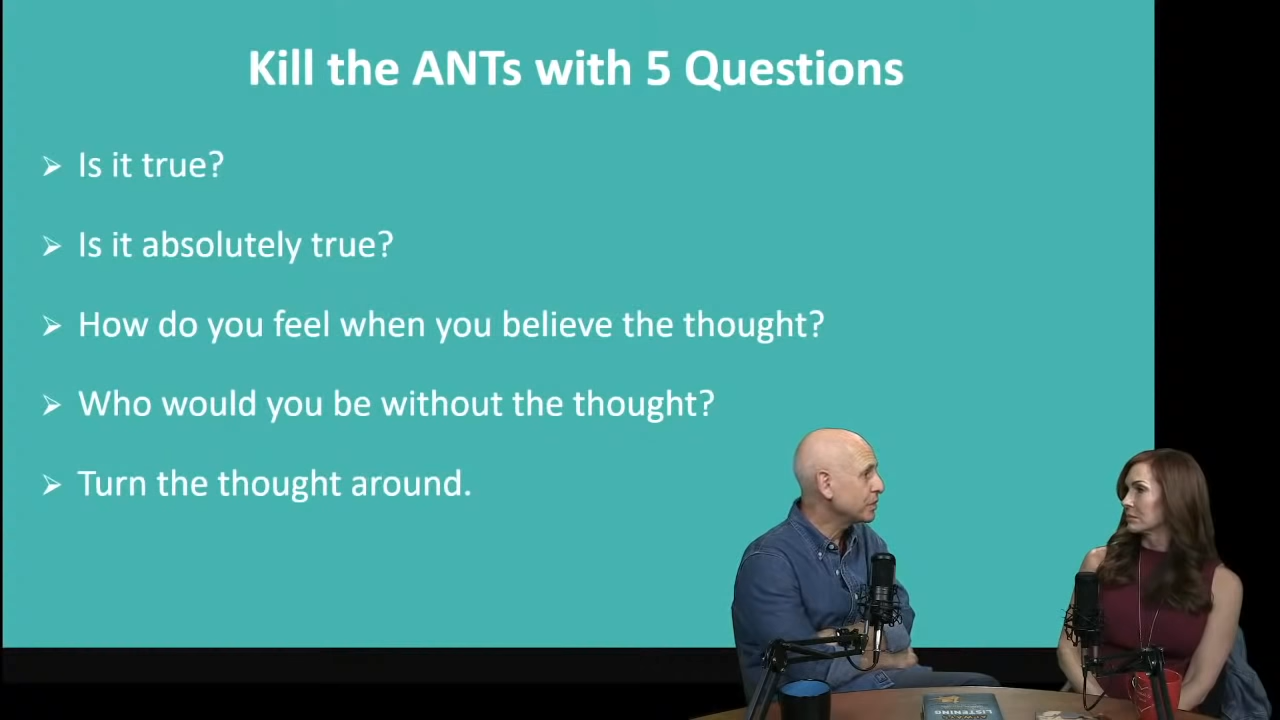 Kill the ANTs with 5 Questions
➢ Is it true?
➢ Is it absolutely true?
➢ How do you feel when you believe the thought?
➢ Who would you be without the thought?
➢ Turn the thought around.
LISTENING